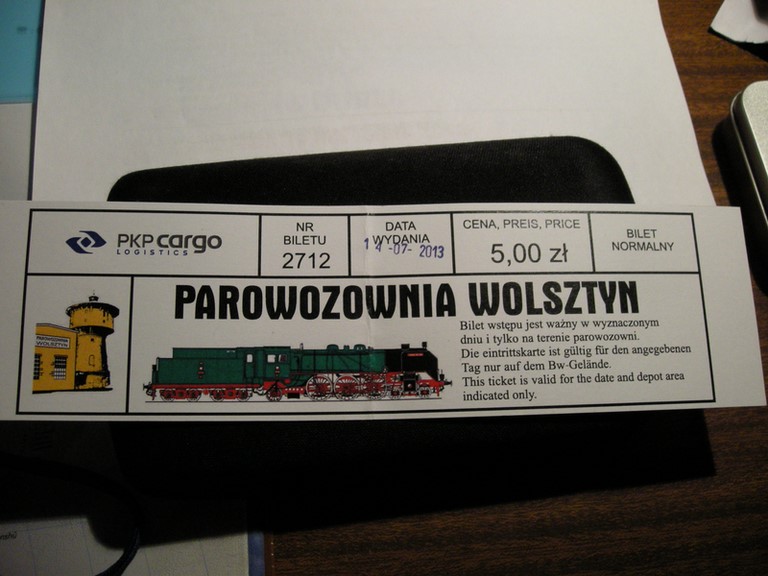 PKP cargo
LOGISTICS
NR
BILETU
2712
DATA
WYDANIA
14 -07- 2013
CENA, PREIS, PRICE
5,00 zł
BILET
NORMALNY
PAROWOZOWNIA WOLSZTYN
PAROWOZOWNIA
WOLSZTYN
Bilet wstępu jest ważny w wyznaczonym
dniu i tylko na terenie parowozowni.
Die eintrittskarte ist gültig für den angegebenen
Tag nur auf dem Bw-Gelände.
This ticket is valid for the date and depot area
indicated only.